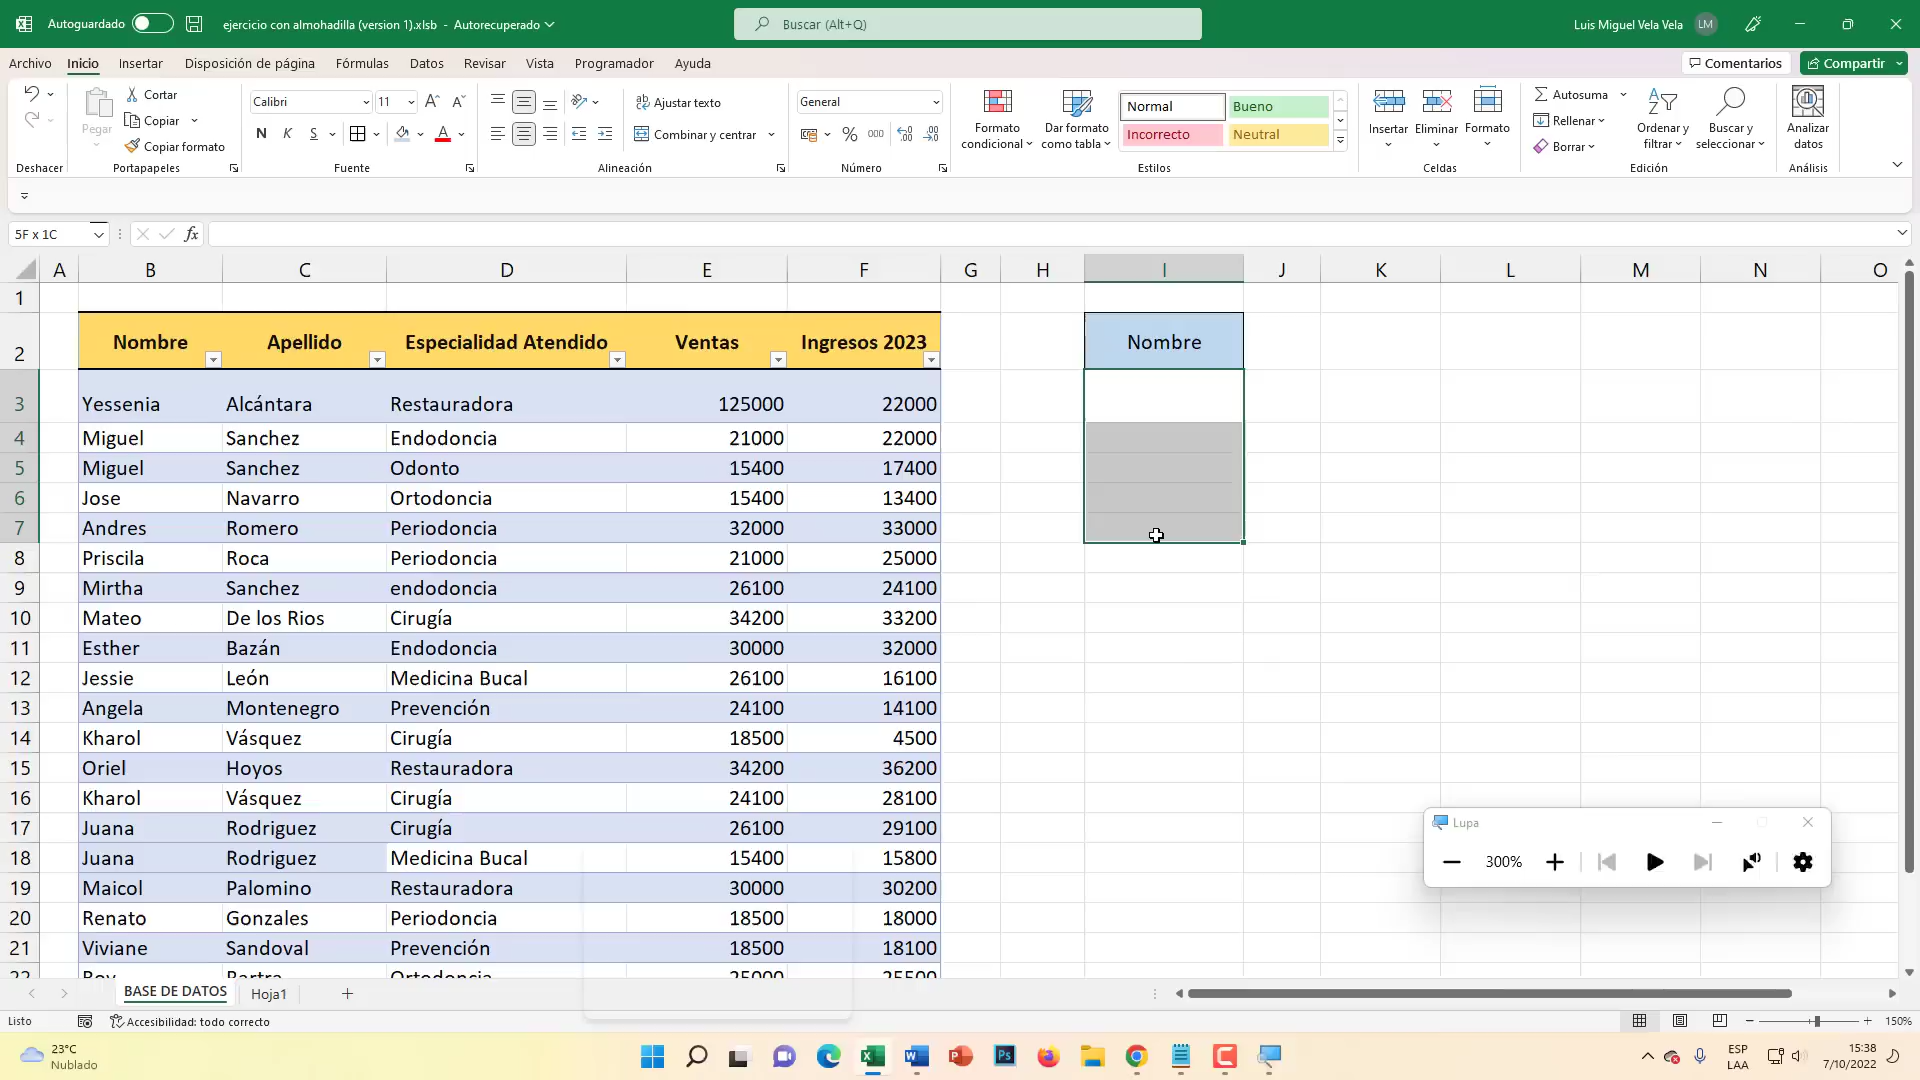 Autoguardado ejercicio con almohadilla (version 1).xlsb - Autorecuperado Buscar (Alt+Q) Luis Miguel Vela Vela LM
Archivo Inicio Insertar Disposición de página Fórmulas Datos Revisar Vista Programador Ayuda Comentarios Compartir
Pegar Cortar Copiar Copiar formato
Calibri 11
N K S
Ajustar texto
Combinar y centrar
General
% 000
Formato condicional
Dar formato como tabla
Normal Bueno
Incorrecto Neutral
Insertar Eliminar Formato
Autosuma
Rellenar
Borrar
Ordenar y filtrar
Buscar y seleccionar
Analizar datos
Deshacer Portapapeles Fuente Alineación Número Estilos Celdas Edición Análisis
5F x 1C fx
A B C D E F G H I J K L M N O
1
2 Nombre Apellido Especialidad Atendido Ventas Ingresos 2023 Nombre
3 Yessenia Alcántara Restauradora 125000 22000
4 Miguel Sanchez Endodoncia 21000 22000
5 Miguel Sanchez Odonto 15400 17400
6 Jose Navarro Ortodoncia 15400 13400
7 Andres Romero Periodoncia 32000 33000
8 Priscila Roca Periodoncia 21000 25000
9 Mirtha Sanchez endodoncia 26100 24100
10 Mateo De los Rios Cirugía 34200 33200
11 Esther Bazán Endodoncia 30000 32000
12 Jessie León Medicina Bucal 26100 16100
13 Angela Montenegro Prevención 24100 14100
14 Kharol Vásquez Cirugía 18500 4500
15 Oriel Hoyos Restauradora 34200 36200
16 Kharol Vásquez Cirugía 24100 28100
17 Juana Rodriguez Cirugía 26100 29100
18 Juana Rodriguez Medicina Bucal 15400 15800
19 Maicol Palomino Restauradora 30000 30200
20 Renato Gonzales Periodoncia 18500 18000
21 Viviane Sandoval Prevención 18500 18100
Lupa
300%
BASE DE DATOS Hoja1
Listo Accesibilidad: todo correcto 150%
23°C
Nublado
ESP
LAA
15:38
7/10/2022